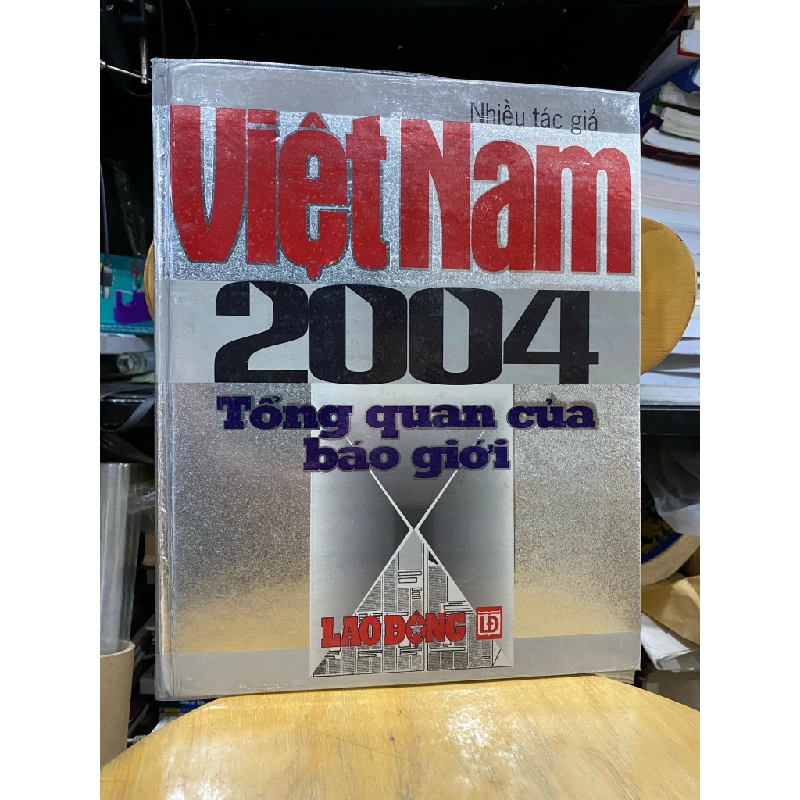 Nhiều tác giả
Việt Nam
2004
Tổng quan của
báo giới
LAO ĐỘNG
LĐ